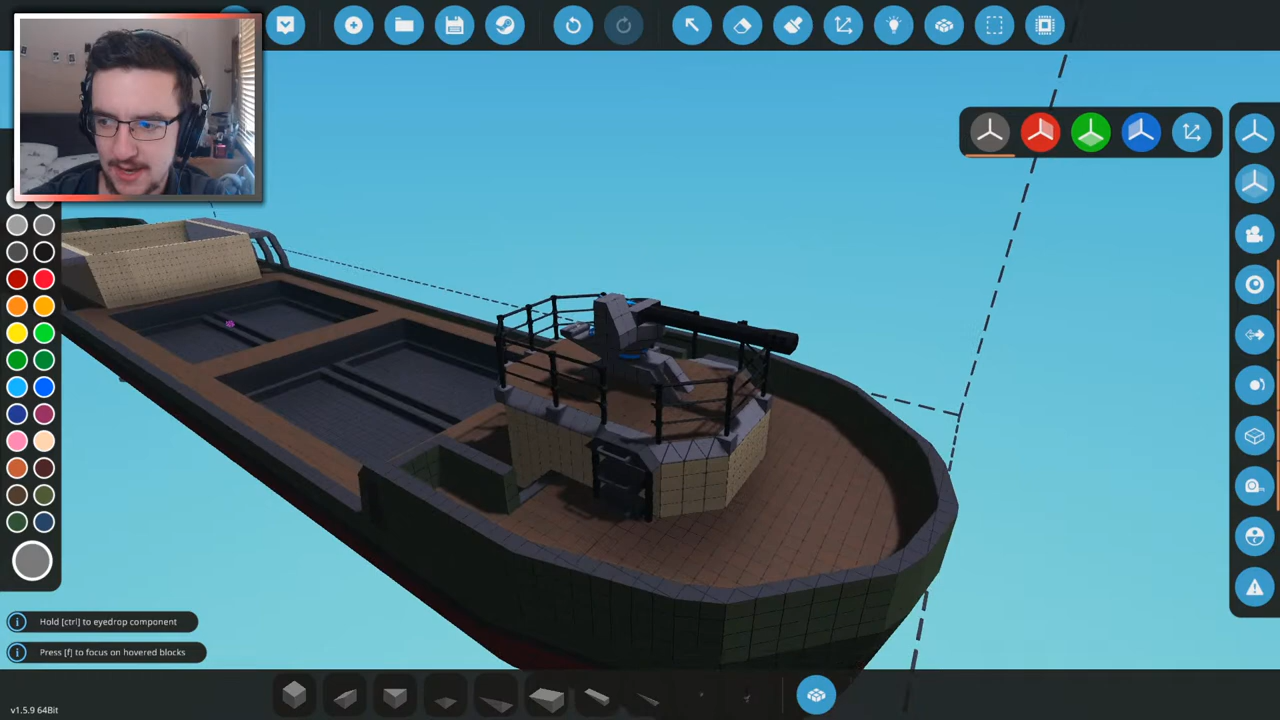 Hold [ctrl] to eyedrop component
Press [f] to focus on hovered blocks
v1.5.9 64Bit